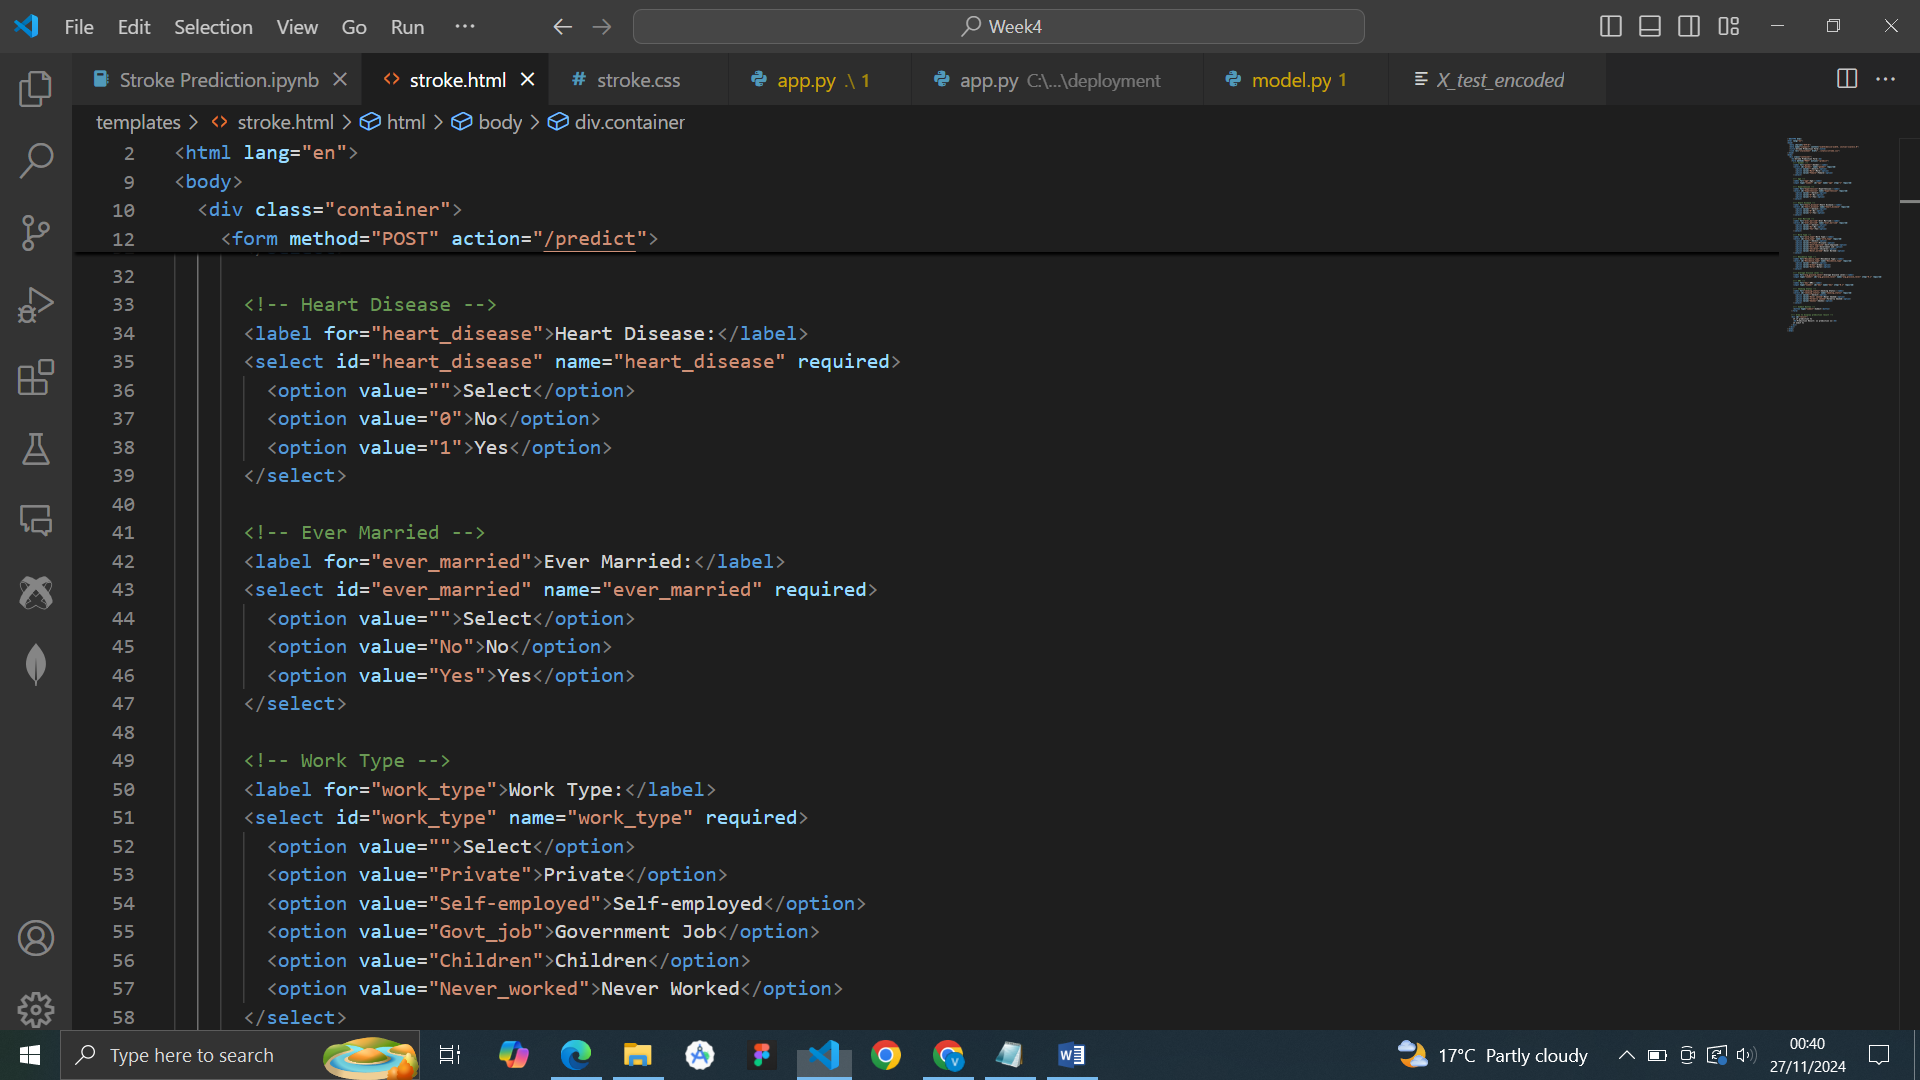 File Edit Selection View Go Run ··· Week4
Stroke Prediction.ipynb stroke.html # stroke.css app.py .\ 1 app.py C:\...\deployment model.py 1 X_test_encoded
templates > stroke.html > html > body > div.container
2 <html lang="en">
9 <body>
10 <div class="container">
12 <form method="POST" action="/predict">
32
33 <!-- Heart Disease -->
34 <label for="heart_disease">Heart Disease:</label>
35 <select id="heart_disease" name="heart_disease" required>
36 <option value="">Select</option>
37 <option value="0">No</option>
38 <option value="1">Yes</option>
39 </select>
40
41 <!-- Ever Married -->
42 <label for="ever_married">Ever Married:</label>
43 <select id="ever_married" name="ever_married" required>
44 <option value="">Select</option>
45 <option value="No">No</option>
46 <option value="Yes">Yes</option>
47 </select>
48
49 <!-- Work Type -->
50 <label for="work_type">Work Type:</label>
51 <select id="work_type" name="work_type" required>
52 <option value="">Select</option>
53 <option value="Private">Private</option>
54 <option value="Self-employed">Self-employed</option>
55 <option value="Govt_job">Government Job</option>
56 <option value="Children">Children</option>
57 <option value="Never_worked">Never Worked</option>
58 </select>
Type here to search 17°C Partly cloudy 00:40
27/11/2024